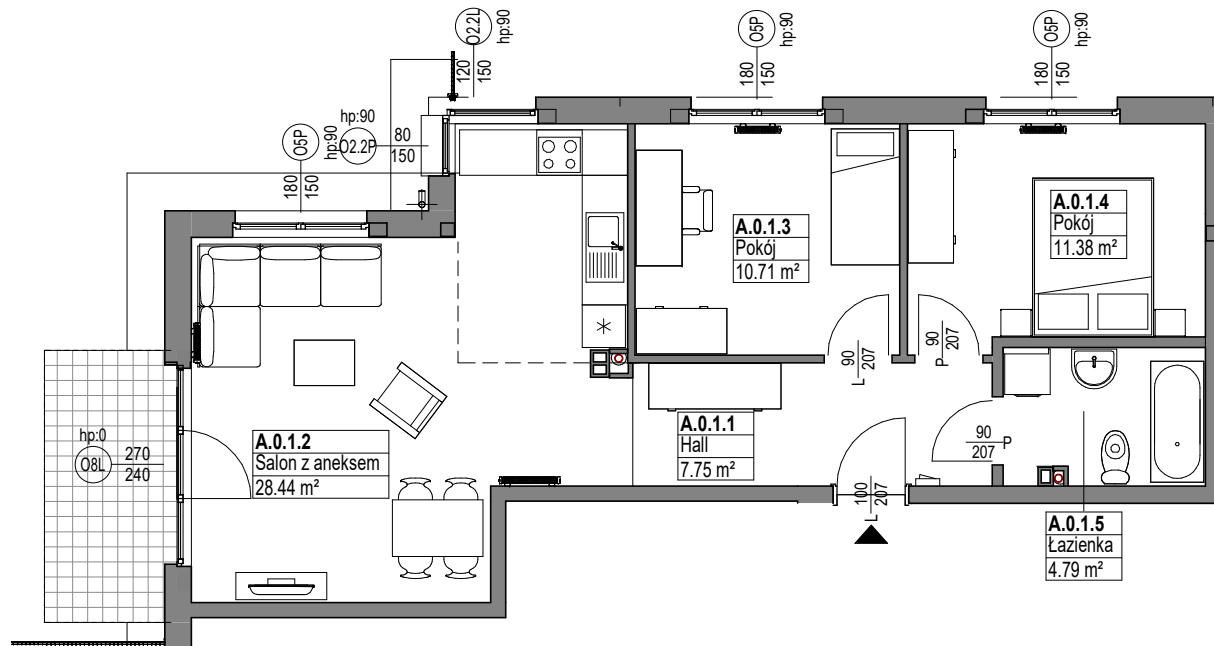 O2.2L
hp:90
120
150
O5P
hp:90
180
150
O5P
hp:90
180
150
hp:90
O2.2P
80
150
O5P
hp:90
180
150
A.0.1.3
Pokój
10.71 m²
A.0.1.4
Pokój
11.38 m²
90
207
L
90
207
P
A.0.1.1
Hall
7.75 m²
hp:0
O8L
270
240
A.0.1.2
Salon z aneksem
28.44 m²
90
207
P
100
207
L
A.0.1.5
Łazienka
4.79 m²